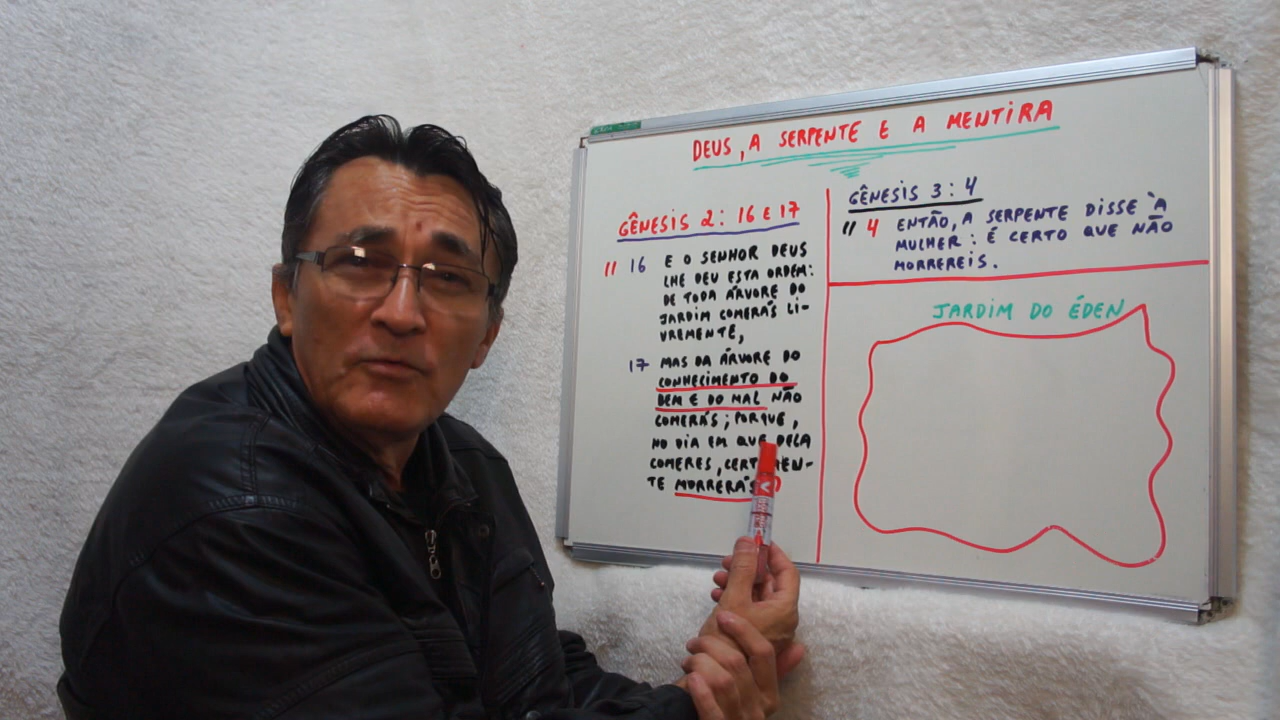 DEUS, A SERPENTE E A MENTIRA
GÊNESIS 2: 16 E 17
" 16 E O SENHOR DEUS
LHE DEU ESTA ORDEM:
DE TODA ÁRVORE DO
JARDIM COMERÁS LI-
VREMENTE,
17 MAS DA ÁRVORE DO
CONHECIMENTO DO
BEM E DO MAL NÃO
COMERÁS; PORQUE,
NO DIA EM QUE DELA
COMERES, CERTAMEN-
TE MORRERÁS
GÊNESIS 3: 4
" 4 ENTÃO, A SERPENTE DISSE À
MULHER: É CERTO QUE NÃO
MORREREIS.
JARDIM DO ÉDEN